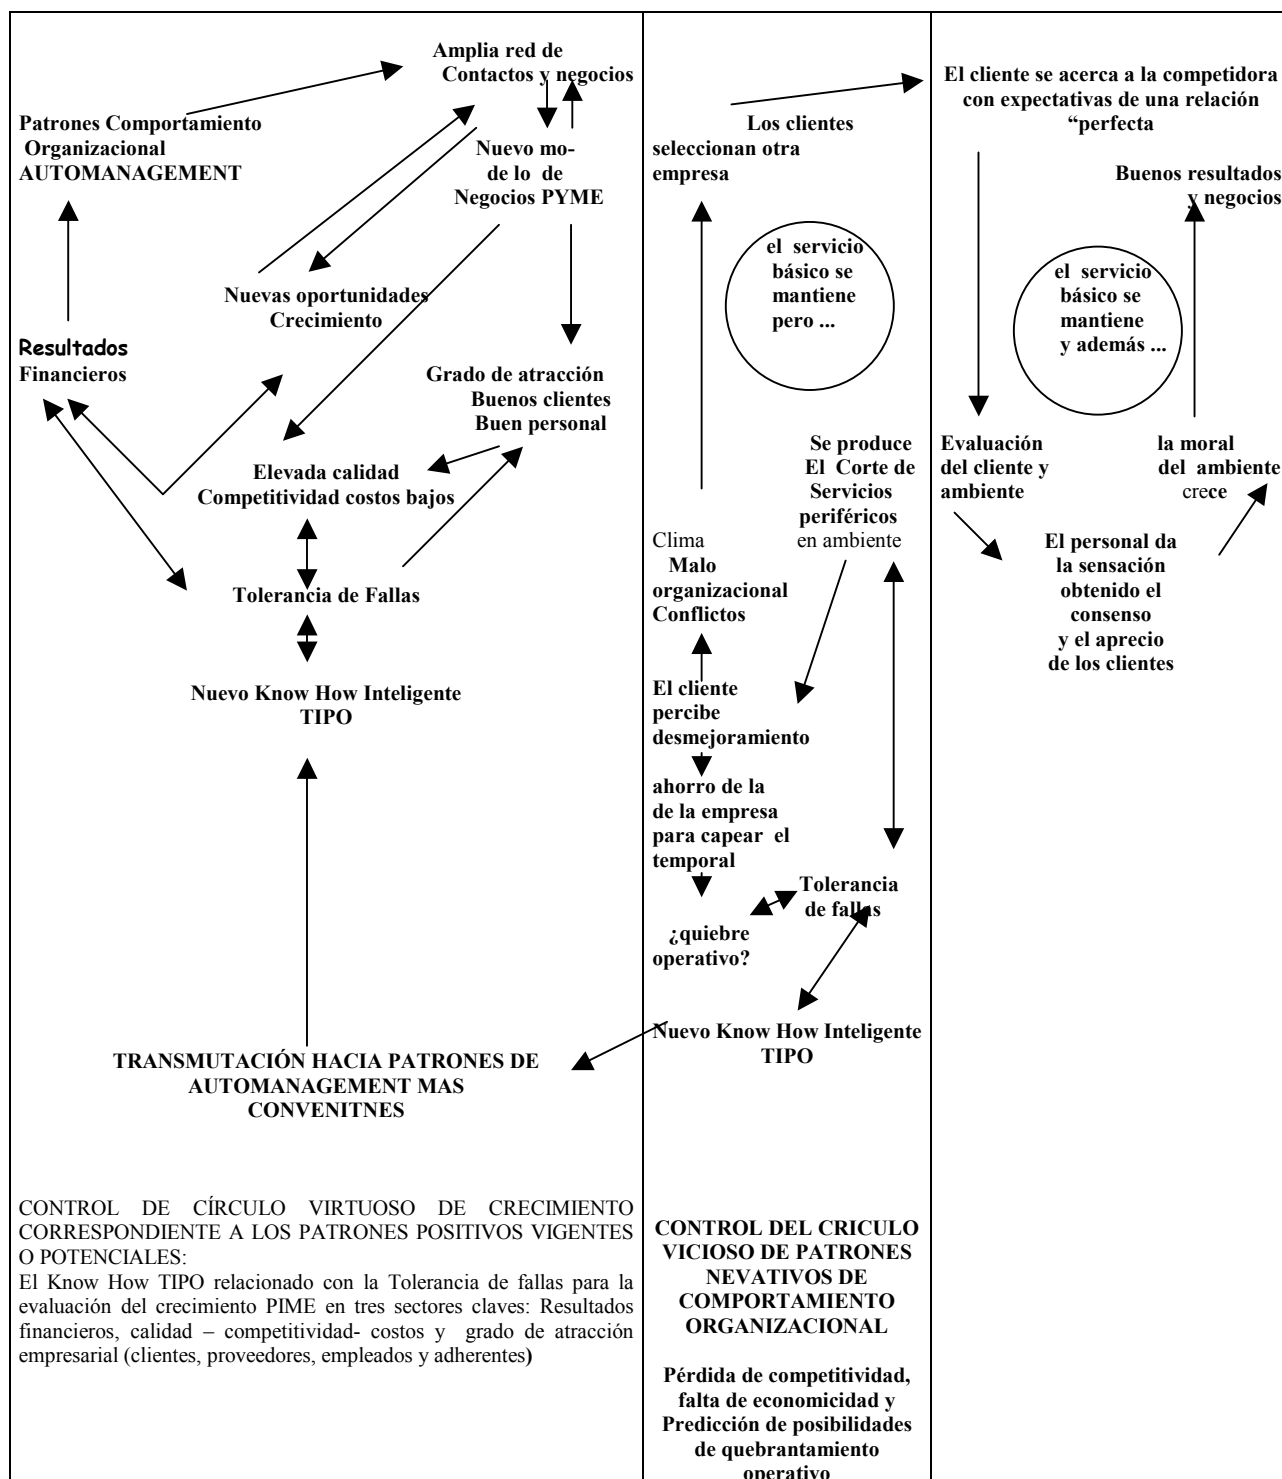 Amplia red de
Contactos y negocios
Patrones Comportamiento
Organizacional
AUTOMANAGEMENT
Nuevo mo-
de lo de
Negocios PYME
Nuevas oportunidades
Crecimiento
Resultados
Financieros
Grado de atracción
Buenos clientes
Buen personal
Elevada calidad
Competitividad costos bajos
Tolerancia de Fallas
Nuevo Know How Inteligente
TIPO
TRANSMUTACIÓN HACIA PATRONES DE
AUTOMANAGEMENT MAS
CONVENITNES
CONTROL DE CÍRCULO VIRTUOSO DE CRECIMIENTO
CORRESPONDIENTE A LOS PATRONES POSITIVOS VIGENTES
O POTENCIALES:
El Know How TIPO relacionado con la Tolerancia de fallas para la
evaluación del crecimiento PIME en tres sectores claves: Resultados
financieros, calidad – competitividad- costos y grado de atracción
empresarial (clientes, proveedores, empleados y adherentes)
Los clientes
seleccionan otra
empresa
el servicio
básico se
mantiene
pero ...
Se produce
El Corte de
Servicios
periféricos
en ambiente
Clima
Malo
organizacional
Conflictos
El cliente
percibe
desmejoramiento
ahorro de la
de la empresa
para capear el
temporal
Tolerancia
de fallas
¿quiebre
operativo?
Nuevo Know How Inteligente
TIPO
CONTROL DEL CRICULO
VICIOSO DE PATRONES
NEVATIVOS DE
COMPORTAMIENTO
ORGANIZACIONAL
Pérdida de competitividad,
falta de economicidad y
Predicción de posibilidades
de quebrantamiento
operativo
El cliente se acerca a la competidora
con expectativas de una relación
“perfecta
Buenos resultados
y negocios
el servicio
básico se
mantiene
y además ...
Evaluación
del cliente y
ambiente
la moral
del ambiente
crece
El personal da
la sensación
obtenido el
consenso
y el aprecio
de los clientes